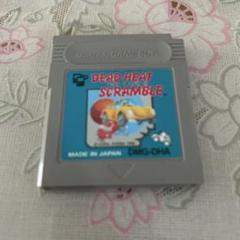 DEAD HEAT
SCRAMBLE
MADE IN JAPAN
DMG-DHA